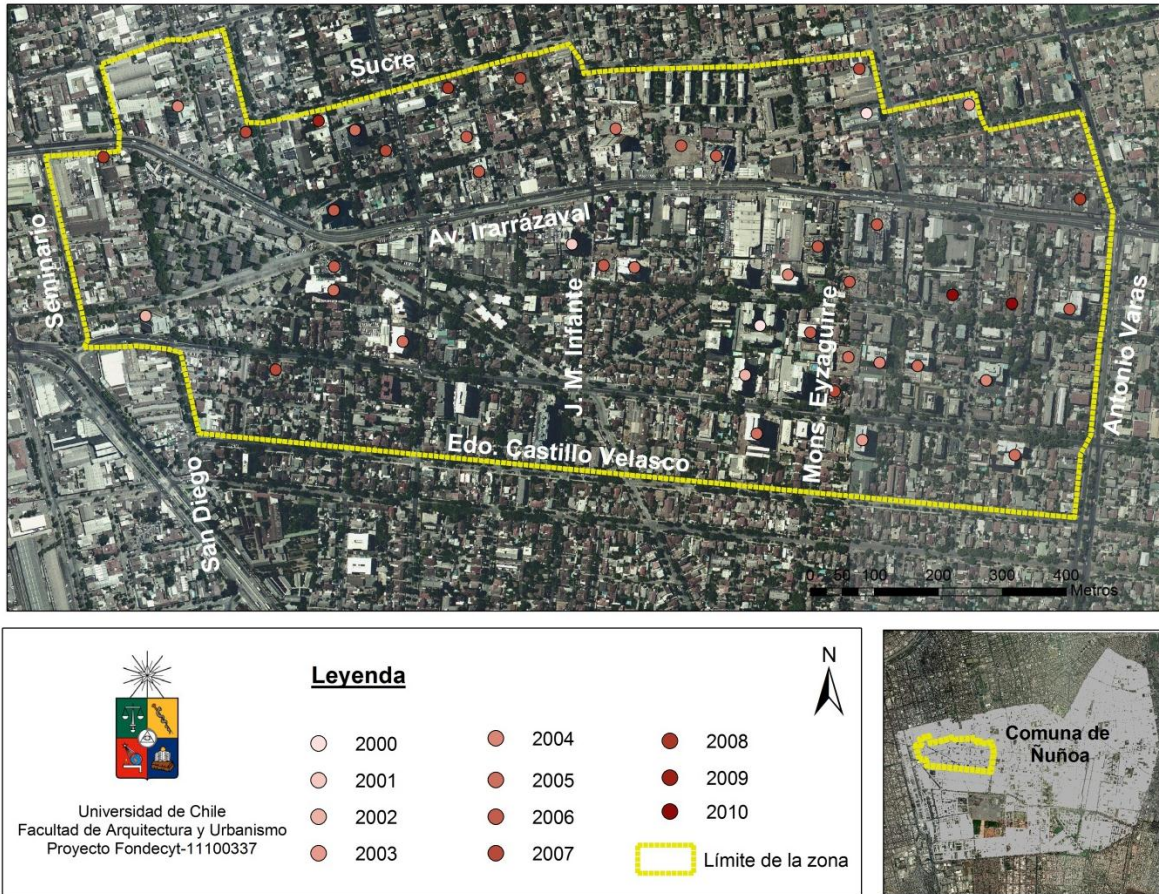 Sucre
Av. Irarrázaval
Seminario
J. M. Infante
Mons. Eyzaguirre
Antonio Varas
Edo. Castillo Velasco
San Diego
0 50 100 200 300 400
Metros
Leyenda
N
2000
2001
2002
2003
2004
2005
2006
2007
2008
2009
2010
Límite de la zona
Universidad de Chile
Facultad de Arquitectura y Urbanismo
Proyecto Fondecyt-11100337
Comuna de
Ñuñoa